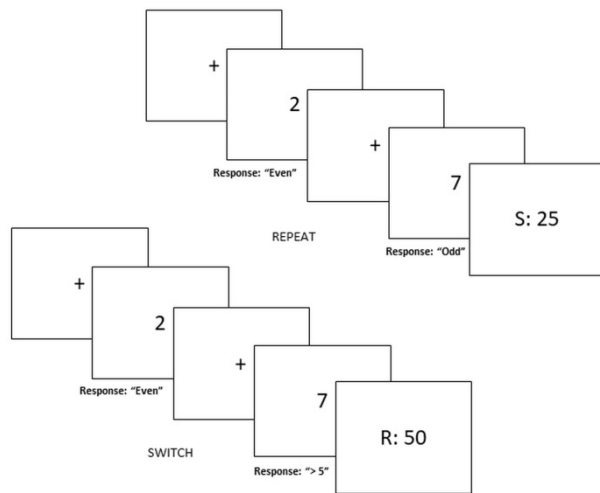 +
2
Response: “Even”
+
7
Response: “Odd”
S: 25
REPEAT
+
2
Response: “Even”
+
7
Response: “> 5”
R: 50
SWITCH